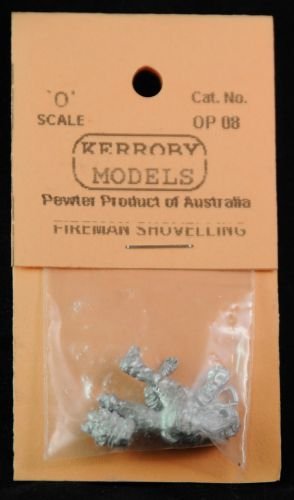 'O' Cat. No.
SCALE OP 08
KERROBY
MODELS
Pewter Product of Australia
FIREMAN SHOVELLING